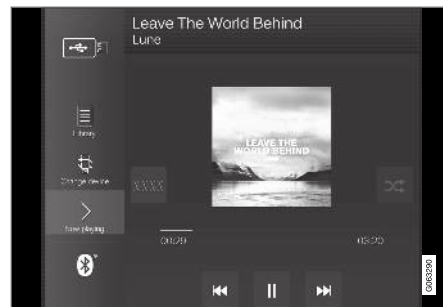 Leave The World Behind
Lune
Library
LEAVE THE
WORLD BEHIND
Change device
XXXX
Now playing
00:29
03:20
G063290